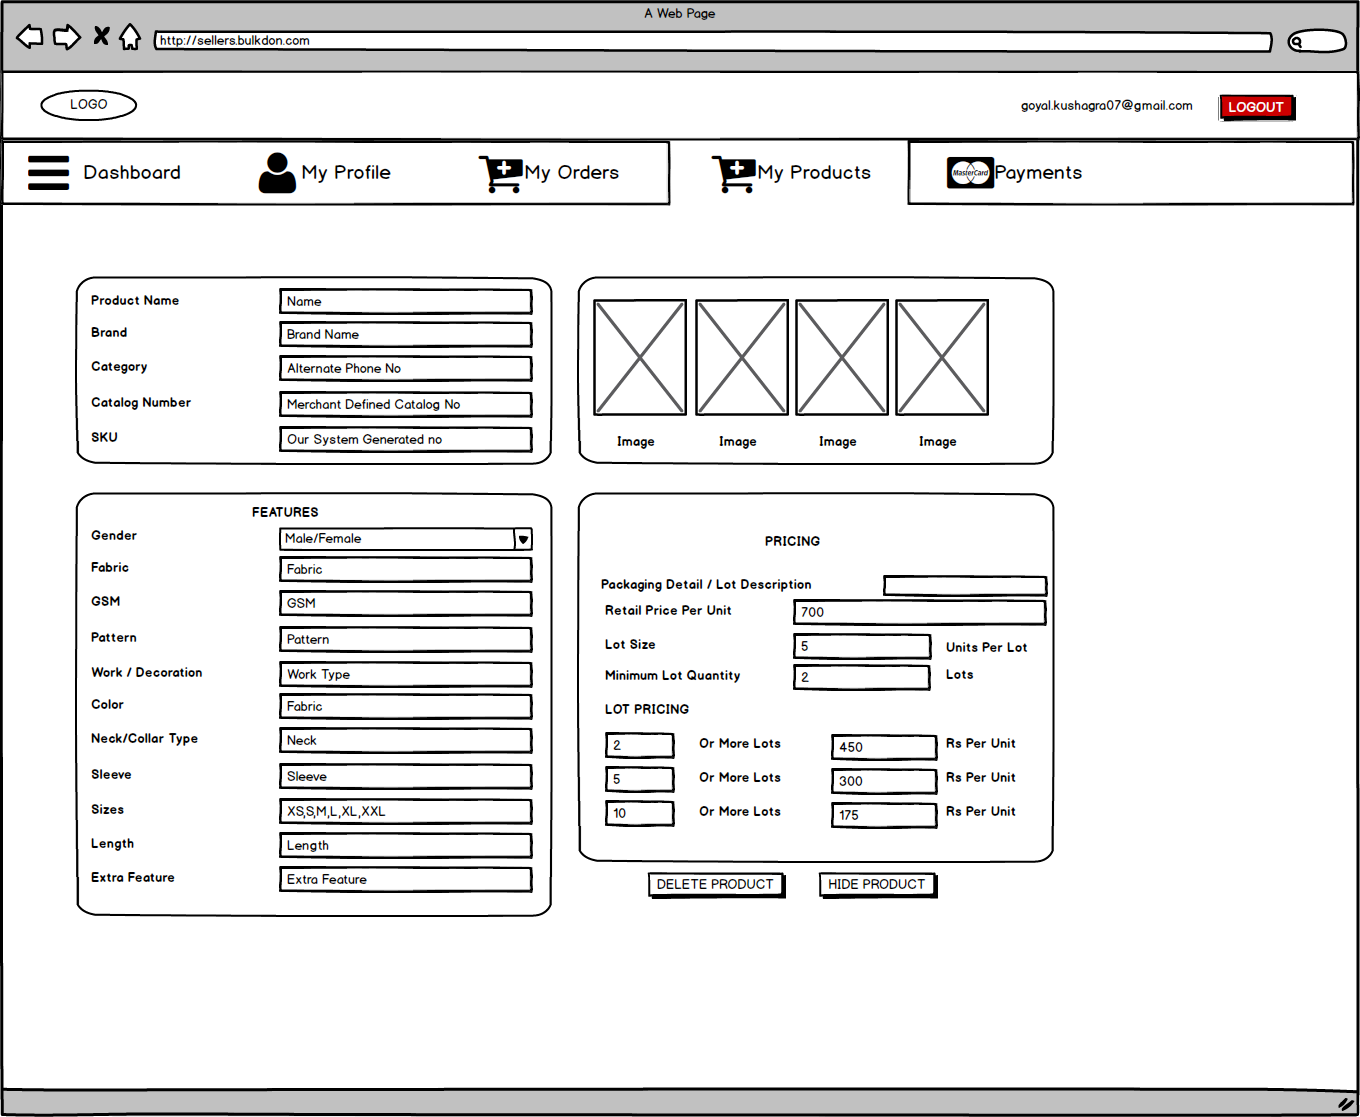 A Web Page
http://sellers.bulkdon.com
LOGO
goyal.kushagra07@gmail.com
LOGOUT
Dashboard
My Profile
My Orders
My Products
MasterCard
Payments
Product Name
Name
Brand
Brand Name
Category
Alternate Phone No
Catalog Number
Merchant Defined Catalog No
SKU
Our System Generated no
Image
Image
Image
Image
FEATURES
Gender
Male/Female
Fabric
Fabric
GSM
GSM
Pattern
Pattern
Work / Decoration
Work Type
Color
Fabric
Neck/Collar Type
Neck
Sleeve
Sleeve
Sizes
XS,S,M,L,XL,XXL
Length
Length
Extra Feature
Extra Feature
PRICING
Packaging Detail / Lot Description
Retail Price Per Unit
700
Lot Size
5
Units Per Lot
Minimum Lot Quantity
2
Lots
LOT PRICING
2
Or More Lots
450
Rs Per Unit
5
Or More Lots
300
Rs Per Unit
10
Or More Lots
175
Rs Per Unit
DELETE PRODUCT
HIDE PRODUCT